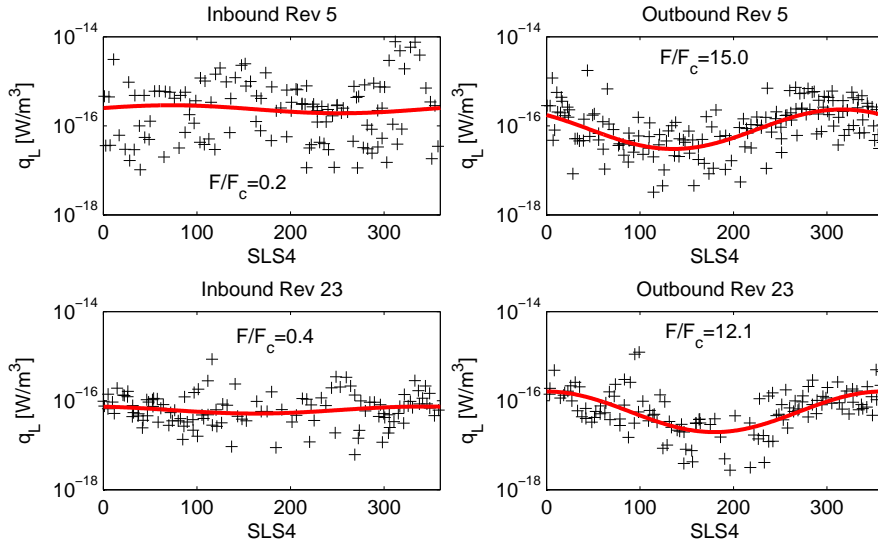 Inbound Rev 5
10^−14
10^−16
10^−18
q_L [W/m^3]
F/F_c=0.2
0 100 200 300
SLS4
Outbound Rev 5
10^−14
10^−16
10^−18
q_L [W/m^3]
F/F_c=15.0
0 100 200 300
SLS4
Inbound Rev 23
10^−14
10^−16
10^−18
q_L [W/m^3]
F/F_c=0.4
0 100 200 300
SLS4
Outbound Rev 23
10^−14
10^−16
10^−18
q_L [W/m^3]
F/F_c=12.1
0 100 200 300
SLS4